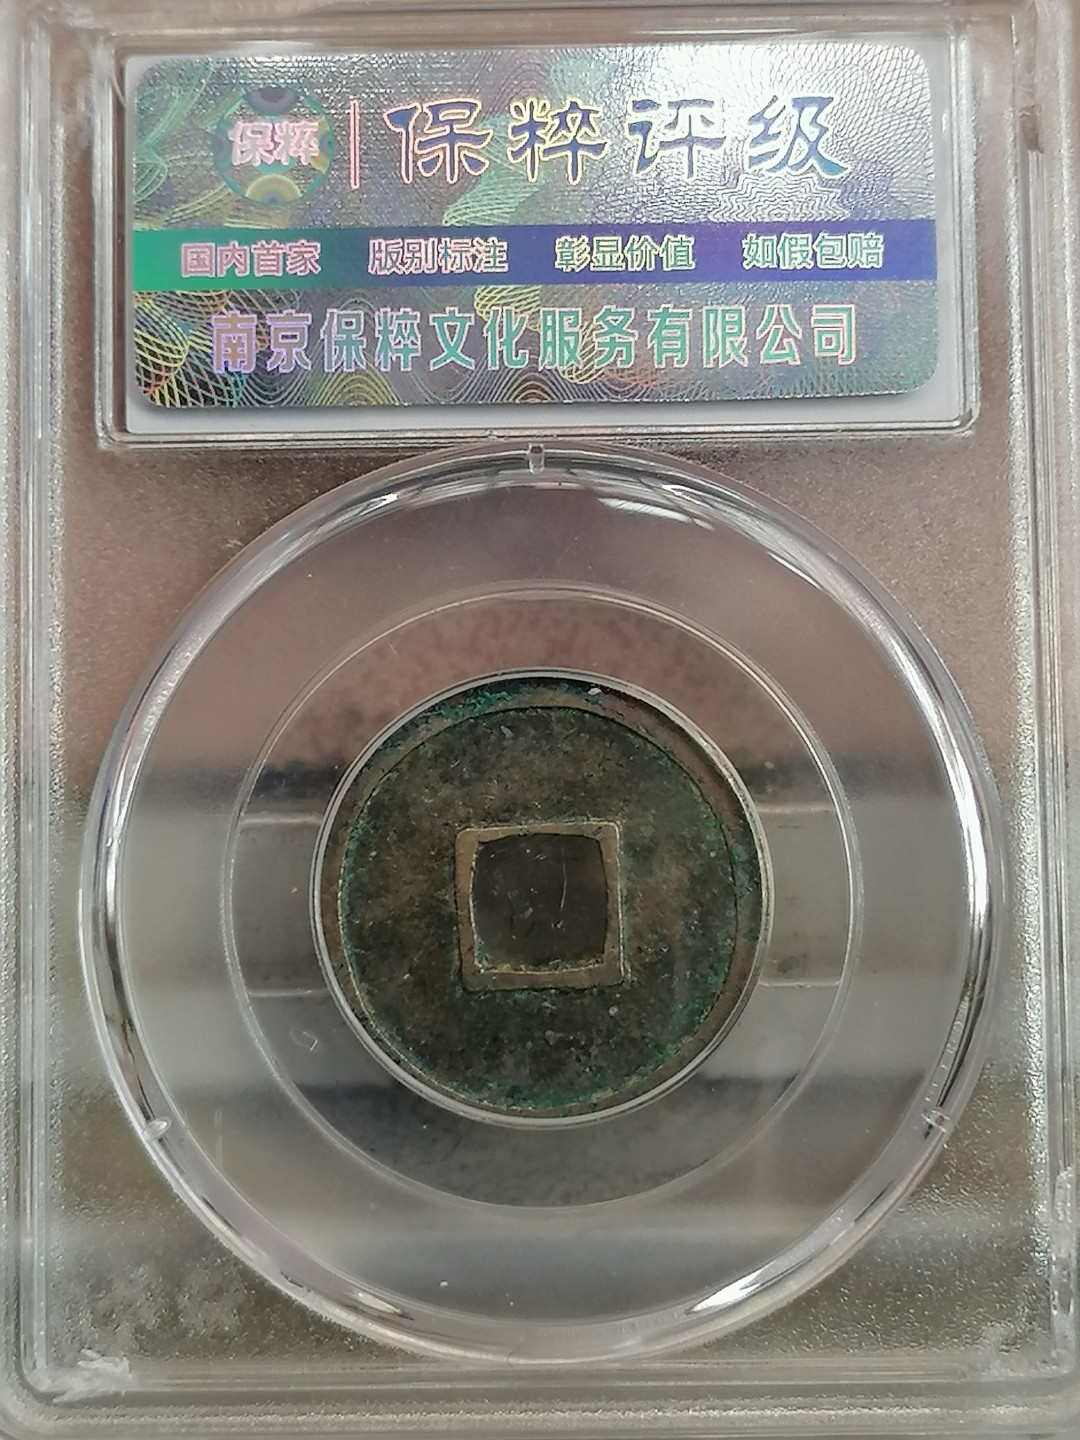 保粹 保粹评级
国内首家 版别标注 彰显价值 如假包赔
南京保粹文化服务有限公司